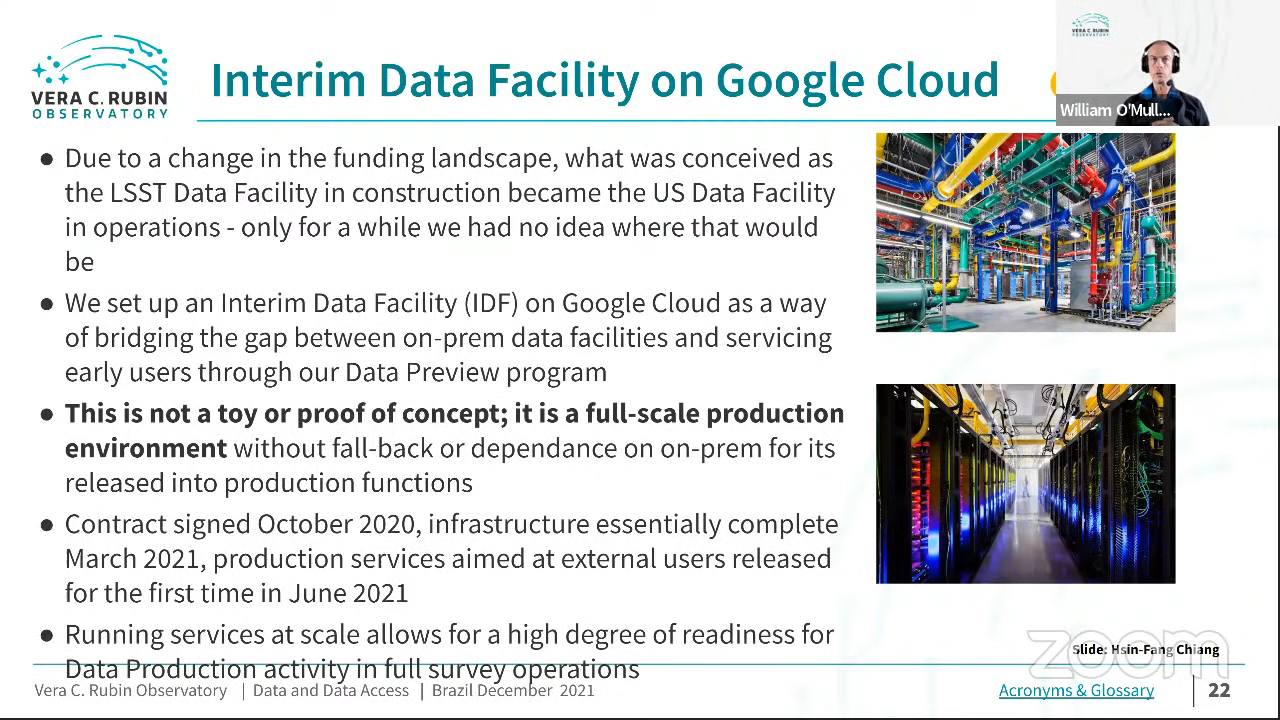 VERA C. RUBIN
OBSERVATORY
Interim Data Facility on Google Cloud
VERA C. RUBIN
OBSERVATORY
William O'Mull...
● Due to a change in the funding landscape, what was conceived as
the LSST Data Facility in construction became the US Data Facility
in operations - only for a while we had no idea where that would
be
● We set up an Interim Data Facility (IDF) on Google Cloud as a way
of bridging the gap between on-prem data facilities and servicing
early users through our Data Preview program
● This is not a toy or proof of concept; it is a full-scale production
environment without fall-back or dependance on on-prem for its
released into production functions
● Contract signed October 2020, infrastructure essentially complete
March 2021, production services aimed at external users released
for the first time in June 2021
● Running services at scale allows for a high degree of readiness for
Data Production activity in full survey operations
zoom
Slide: Hsin-Fang Chiang
Vera C. Rubin Observatory | Data and Data Access | Brazil December 2021
Acronyms & Glossary
22